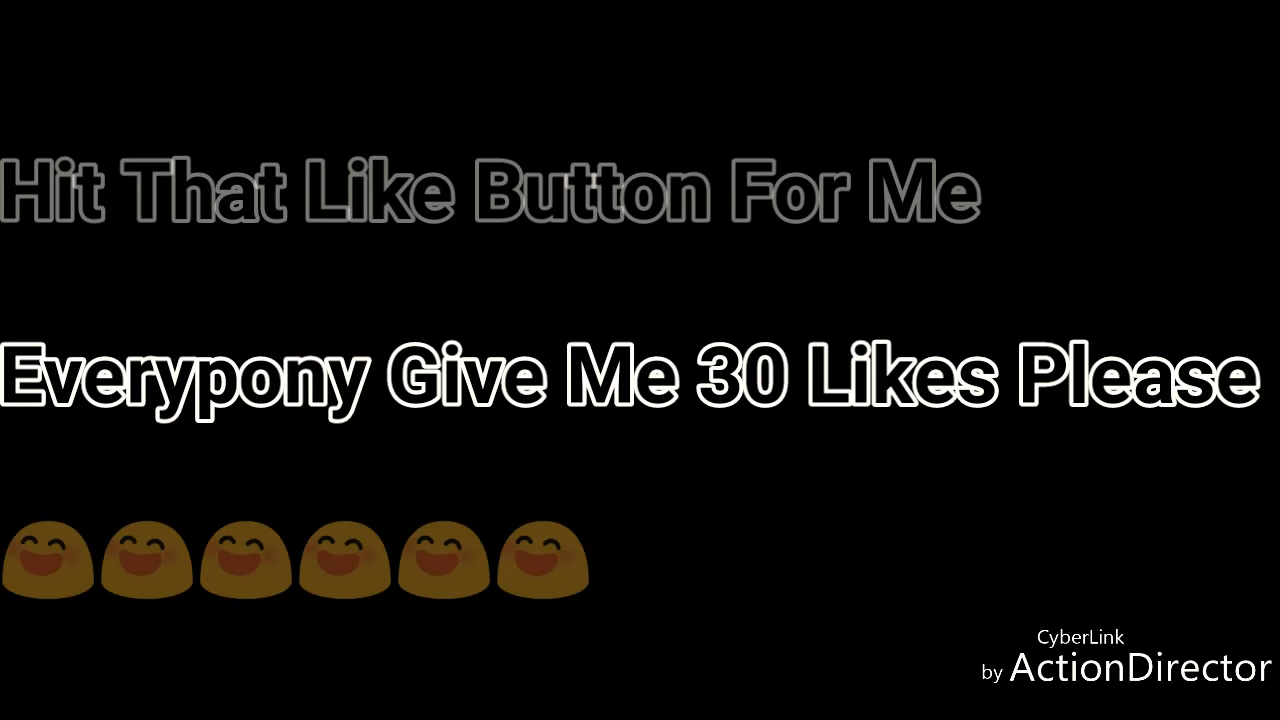 Hit That Like Button For Me
Everypony Give Me 30 Likes Please
😄😄😄😄😄😄
CyberLink
by ActionDirector